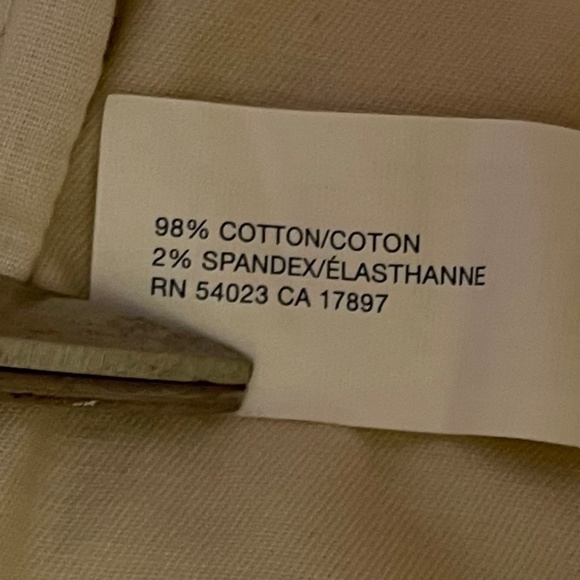 98% COTTON/COTON
2% SPANDEX/ÉLASTHANNE
RN 54023 CA 17897